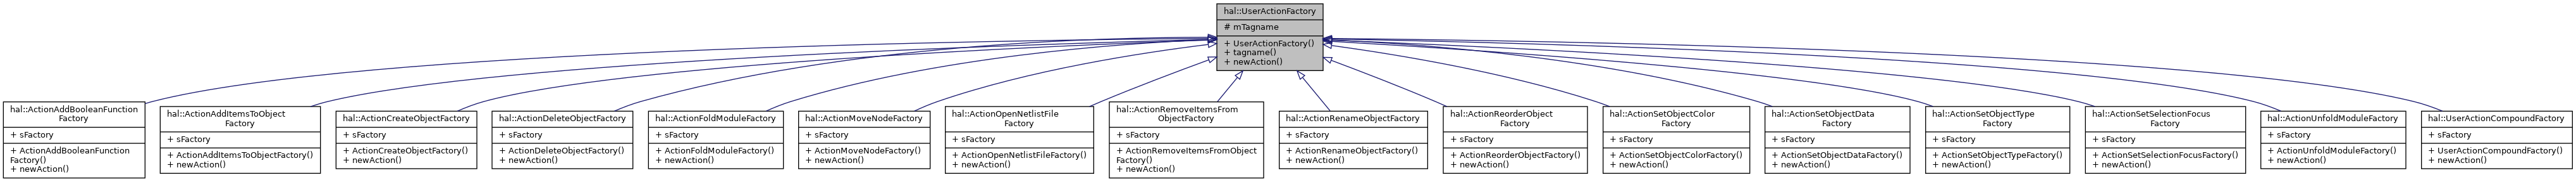 hal::UserActionFactory
# mTagname
+ UserActionFactory()
+ tagname()
+ newAction()
hal::ActionAddBooleanFunction
Factory
+ sFactory
+ ActionAddBooleanFunction
Factory()
+ newAction()
hal::ActionAddItemsToObject
Factory
+ sFactory
+ ActionAddItemsToObjectFactory()
+ newAction()
hal::ActionCreateObjectFactory
+ sFactory
+ ActionCreateObjectFactory()
+ newAction()
hal::ActionDeleteObjectFactory
+ sFactory
+ ActionDeleteObjectFactory()
+ newAction()
hal::ActionFoldModuleFactory
+ sFactory
+ ActionFoldModuleFactory()
+ newAction()
hal::ActionMoveNodeFactory
+ sFactory
+ ActionMoveNodeFactory()
+ newAction()
hal::ActionOpenNetlistFile
Factory
+ sFactory
+ ActionOpenNetlistFileFactory()
+ newAction()
hal::ActionRemoveItemsFrom
ObjectFactory
+ sFactory
+ ActionRemoveItemsFromObject
Factory()
+ newAction()
hal::ActionRenameObjectFactory
+ sFactory
+ ActionRenameObjectFactory()
+ newAction()
hal::ActionReorderObject
Factory
+ sFactory
+ ActionReorderObjectFactory()
+ newAction()
hal::ActionSetObjectColor
Factory
+ sFactory
+ ActionSetObjectColorFactory()
+ newAction()
hal::ActionSetObjectData
Factory
+ sFactory
+ ActionSetObjectDataFactory()
+ newAction()
hal::ActionSetObjectType
Factory
+ sFactory
+ ActionSetObjectTypeFactory()
+ newAction()
hal::ActionSetSelectionFocus
Factory
+ sFactory
+ ActionSetSelectionFocusFactory()
+ newAction()
hal::ActionUnfoldModuleFactory
+ sFactory
+ ActionUnfoldModuleFactory()
+ newAction()
hal::UserActionCompoundFactory
+ sFactory
+ UserActionCompoundFactory()
+ newAction()